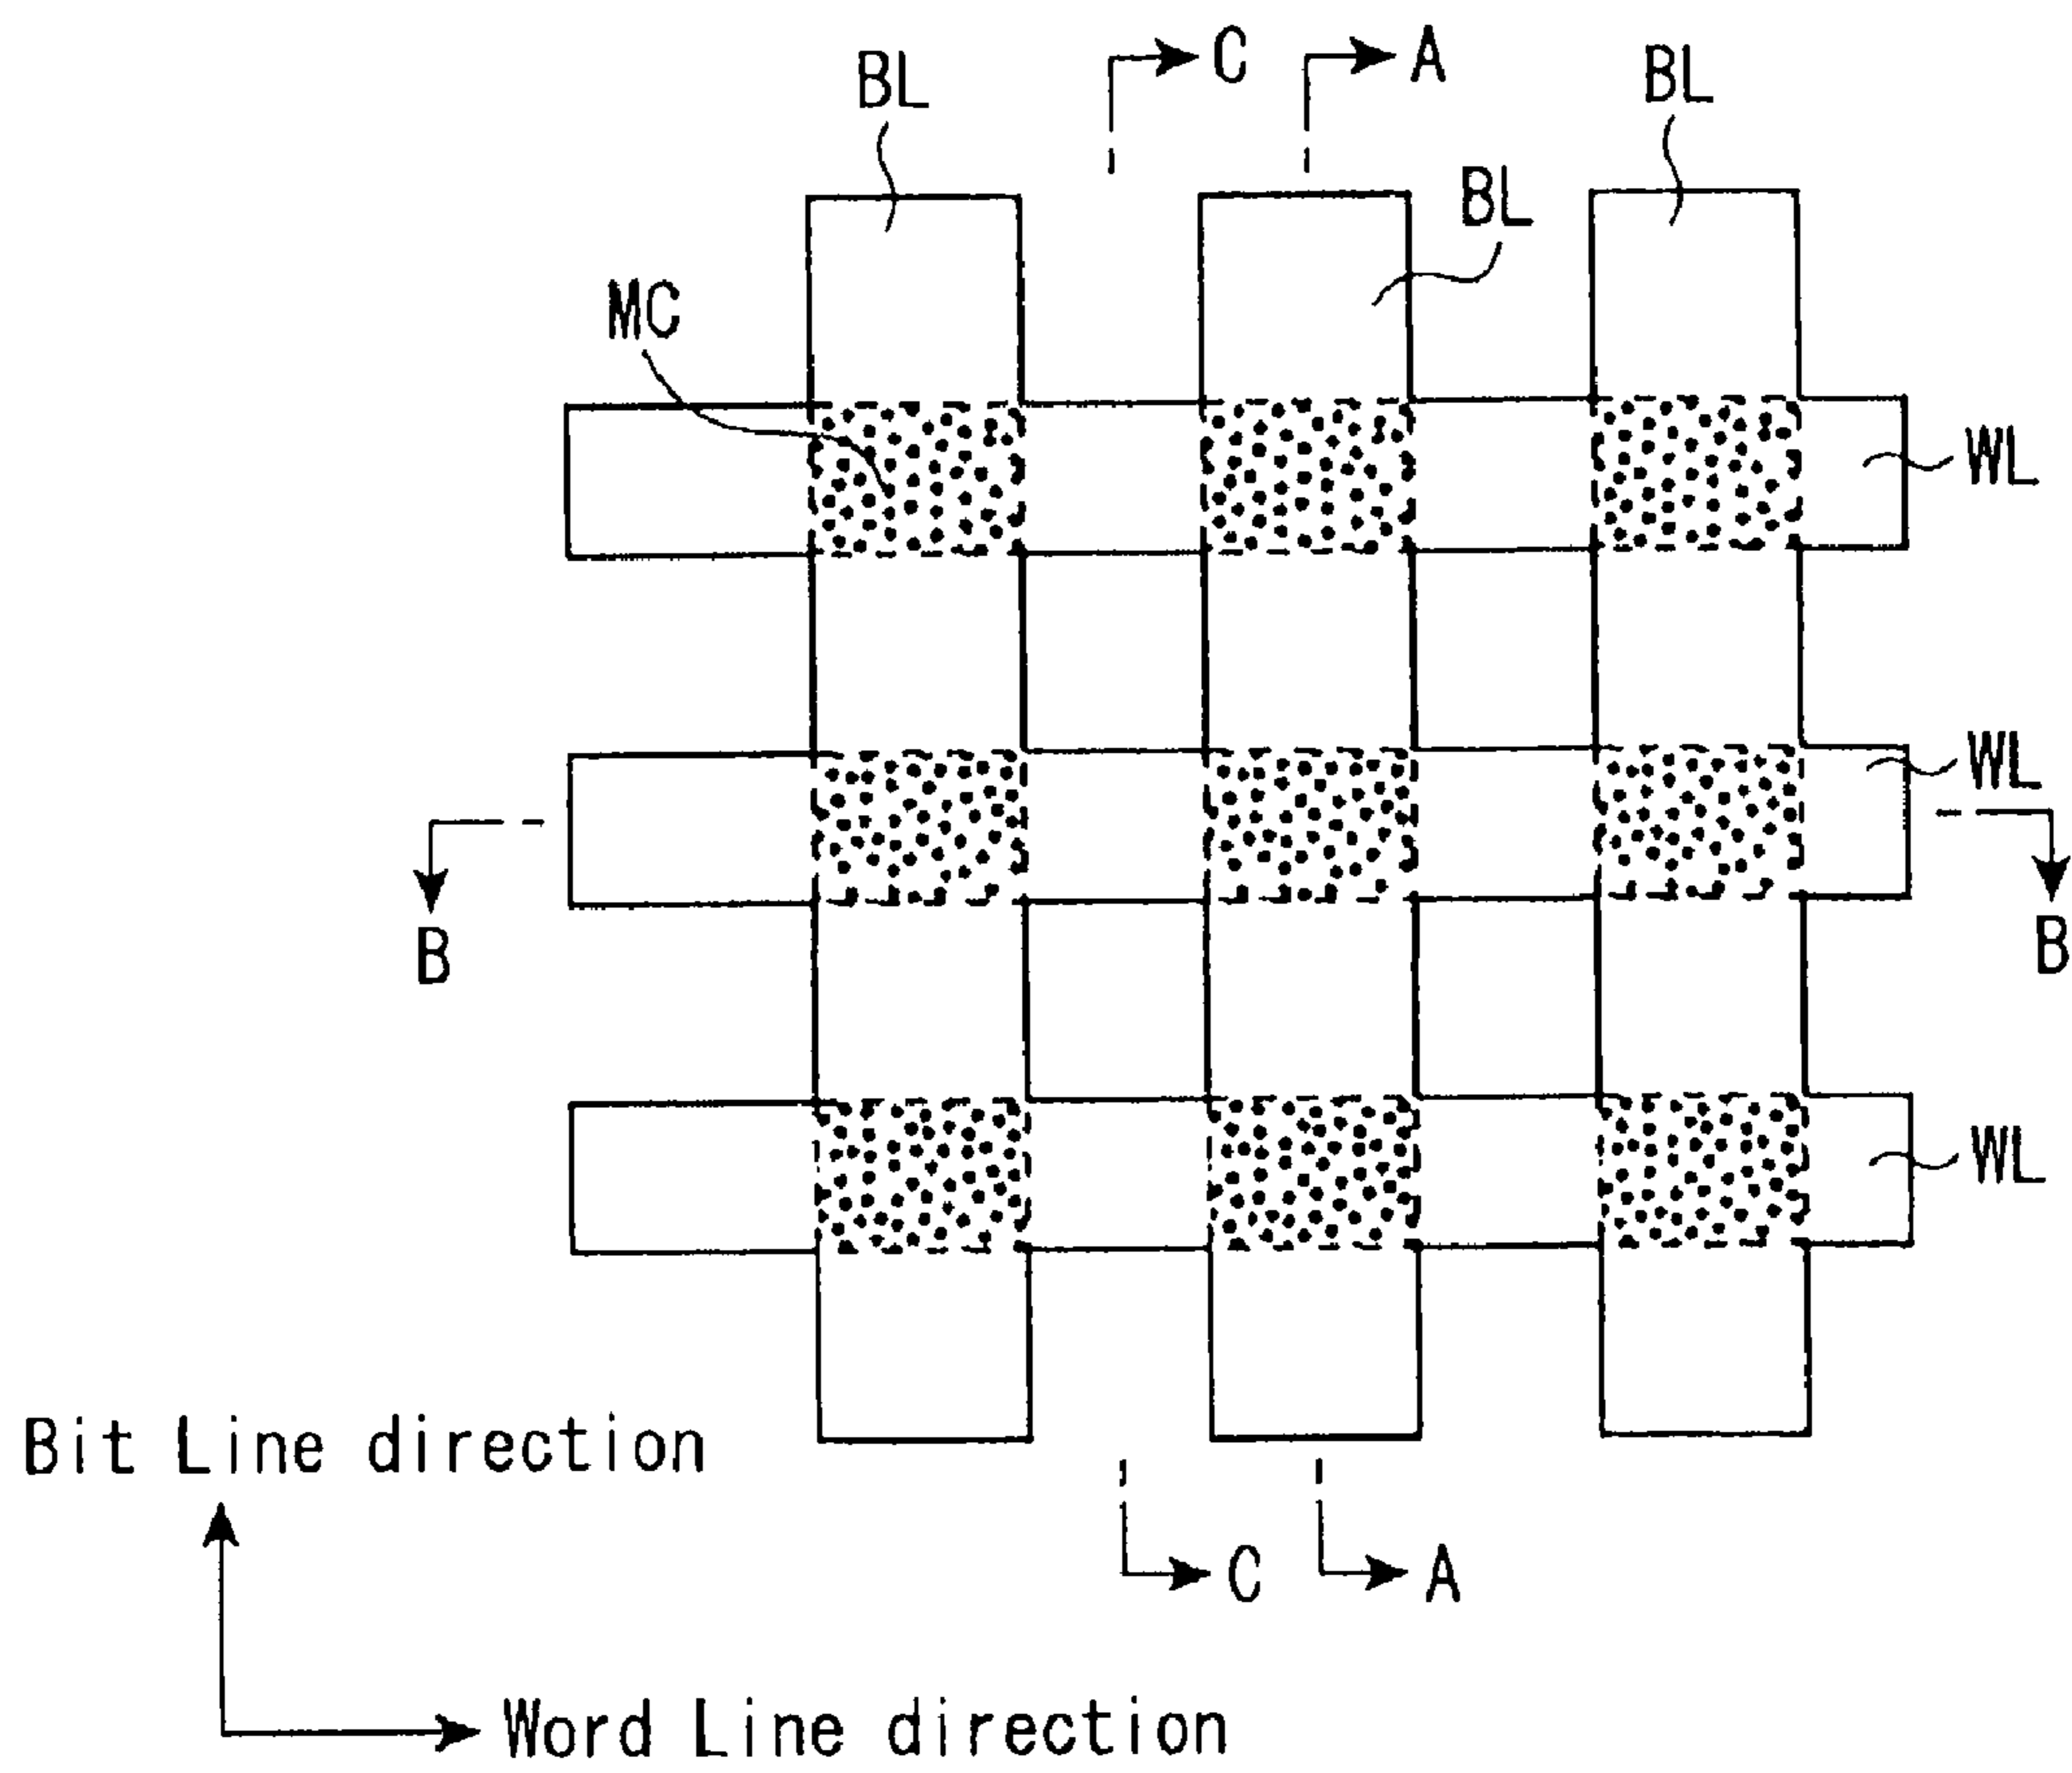 C
A
BL
BL
BL
MC
WL
WL
B
B
WL
Bit Line direction
C
A
Word Line direction